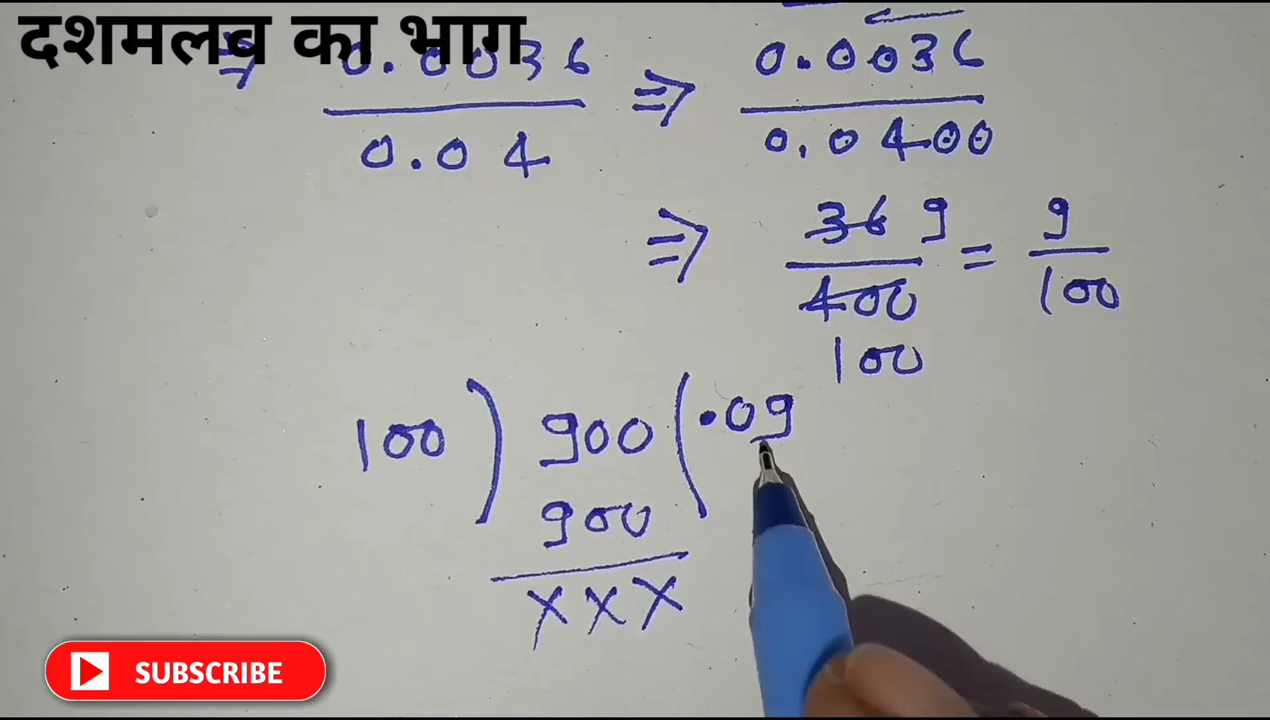 दशमलव का भाग
⇒ 0.0036 / 0.04 ⇒ 0.0036 / 0.0400
⇒ 36 9 / 400 100 = 9 / 100
100 ) 900 ( .09
900
XXX
SUBSCRIBE